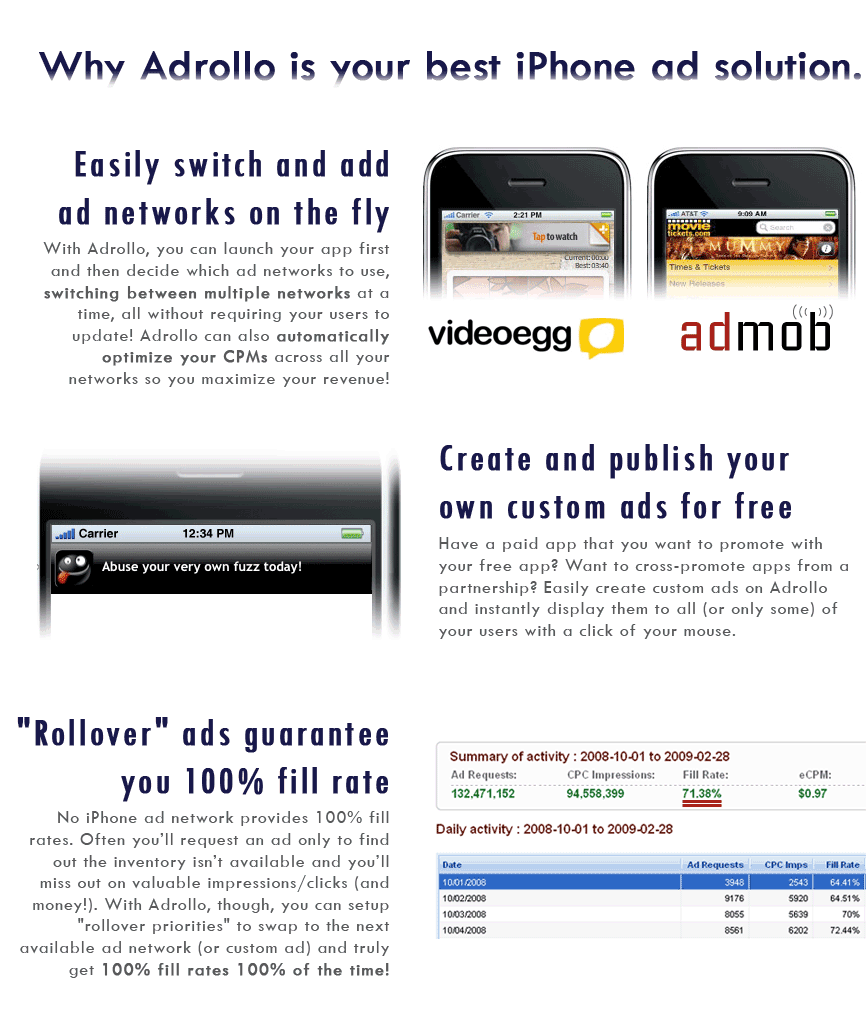 Why Adrollo is your best iPhone ad solution.
Easily switch and add
ad networks on the fly
With Adrollo, you can launch your app first
and then decide which ad networks to use,
switching between multiple networks at a
time, all without requiring your users to
update! Adrollo can also automatically
optimize your CPMs across all your
networks so you maximize your revenue!
Carrier 2:21 PM
Tap to watch
Current: 00:00
Best: 03:40
videoegg
AT&T 9:09 AM
movie
tickets.com
Search
MUMMY
Times & Tickets
New Releases
admob
Carrier 12:34 PM
Abuse your very own fuzz today!
Create and publish your
own custom ads for free
Have a paid app that you want to promote with
your free app? Want to cross-promote apps from a
partnership? Easily create custom ads on Adrollo
and instantly display them to all (or only some) of
your users with a click of your mouse.
"Rollover" ads guarantee
you 100% fill rate
No iPhone ad network provides 100% fill
rates. Often you'll request an ad only to find
out the inventory isn't available and you'll
miss out on valuable impressions/clicks (and
money!). With Adrollo, though, you can setup
"rollover priorities" to swap to the next
available ad network (or custom ad) and truly
get 100% fill rates 100% of the time!
Summary of activity : 2008-10-01 to 2009-02-28
Ad Requests: CPC Impressions: Fill Rate: eCPM:
132,471,152 94,558,399 71.38% $0.97
Daily activity : 2008-10-01 to 2009-02-28
Date Ad Requests CPC Imps Fill Rate
10/01/2008 3948 2543 64.41%
10/02/2008 9176 5920 64.51%
10/03/2008 8055 5639 70%
10/04/2008 8561 6202 72.44%